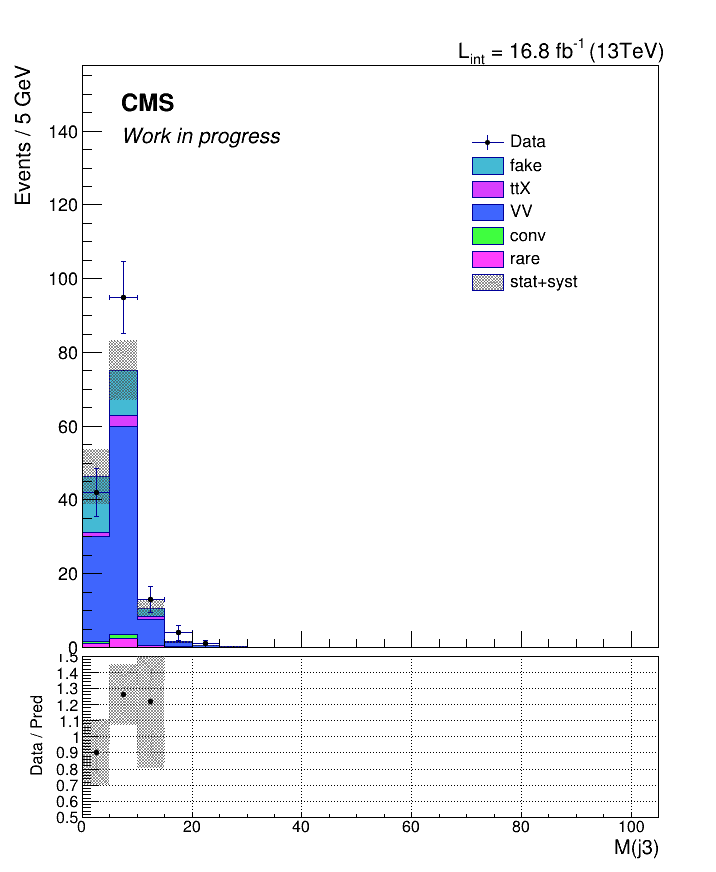 L_int = 16.8 fb^-1 (13TeV)
Events / 5 GeV
CMS
Work in progress
140
120
100
80
60
40
20
0
Data
fake
ttX
VV
conv
rare
stat+syst
Data / Pred
1.5
1.4
1.3
1.2
1.1
1
0.9
0.8
0.7
0.6
0.5
0 20 40 60 80 100
M(j3)